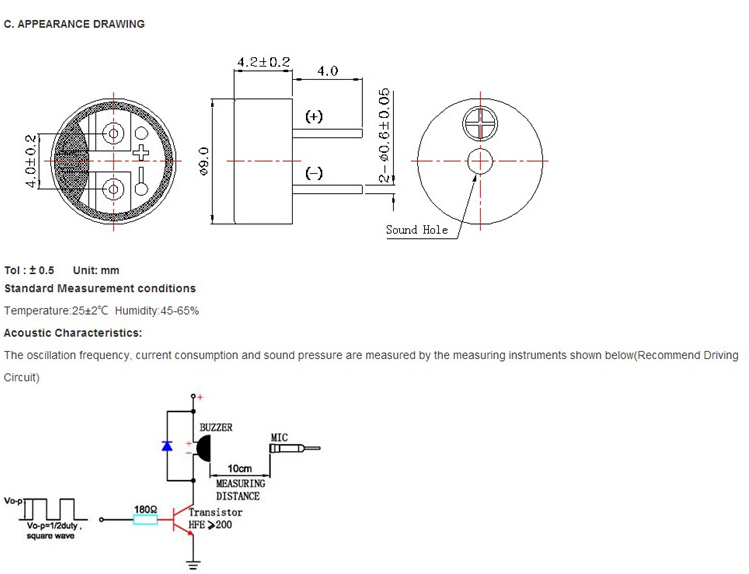 C. APPEARANCE DRAWING
4.2±0.2
4.0
(+)
4.0±0.2
ø9.0
(-)
2-ø0.6±0.05
Sound Hole
Tol : ± 0.5 Unit: mm
Standard Measurement conditions
Temperature:25±2℃ Humidity:45-65%
Acoustic Characteristics:
The oscillation frequency, current consumption and sound pressure are measured by the measuring instruments shown below(Recommend Driving
Circuit)
+
BUZZER
MIC
+
−
10cm
MEASURING
DISTANCE
Vo-p
180Ω
Transistor
HFE≥200
Vo-p=1/2duty ,
square wave